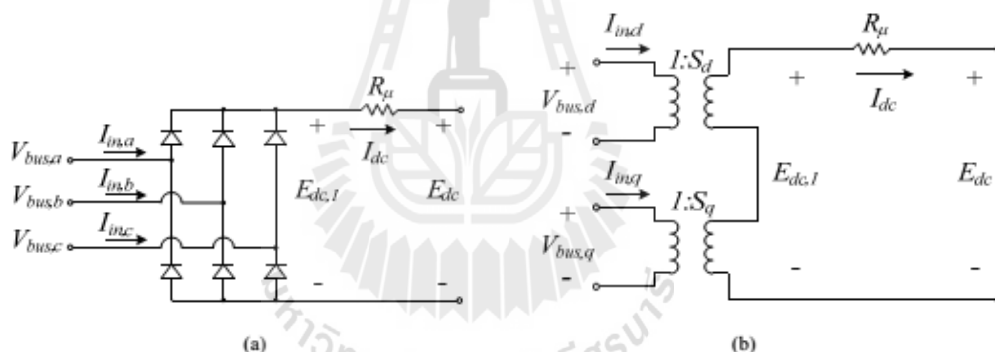 V_bus,a
V_bus,b
V_bus,c
I_in,a
I_in,b
I_in,c
R_μ
I_dc
+
+
E_dc,1
E_dc
-
-
(a)
I_in,d
1:S_d
+
V_bus,d
-
I_in,q
1:S_q
+
V_bus,q
-
R_μ
I_dc
+
+
E_dc,1
E_dc
-
-
(b)